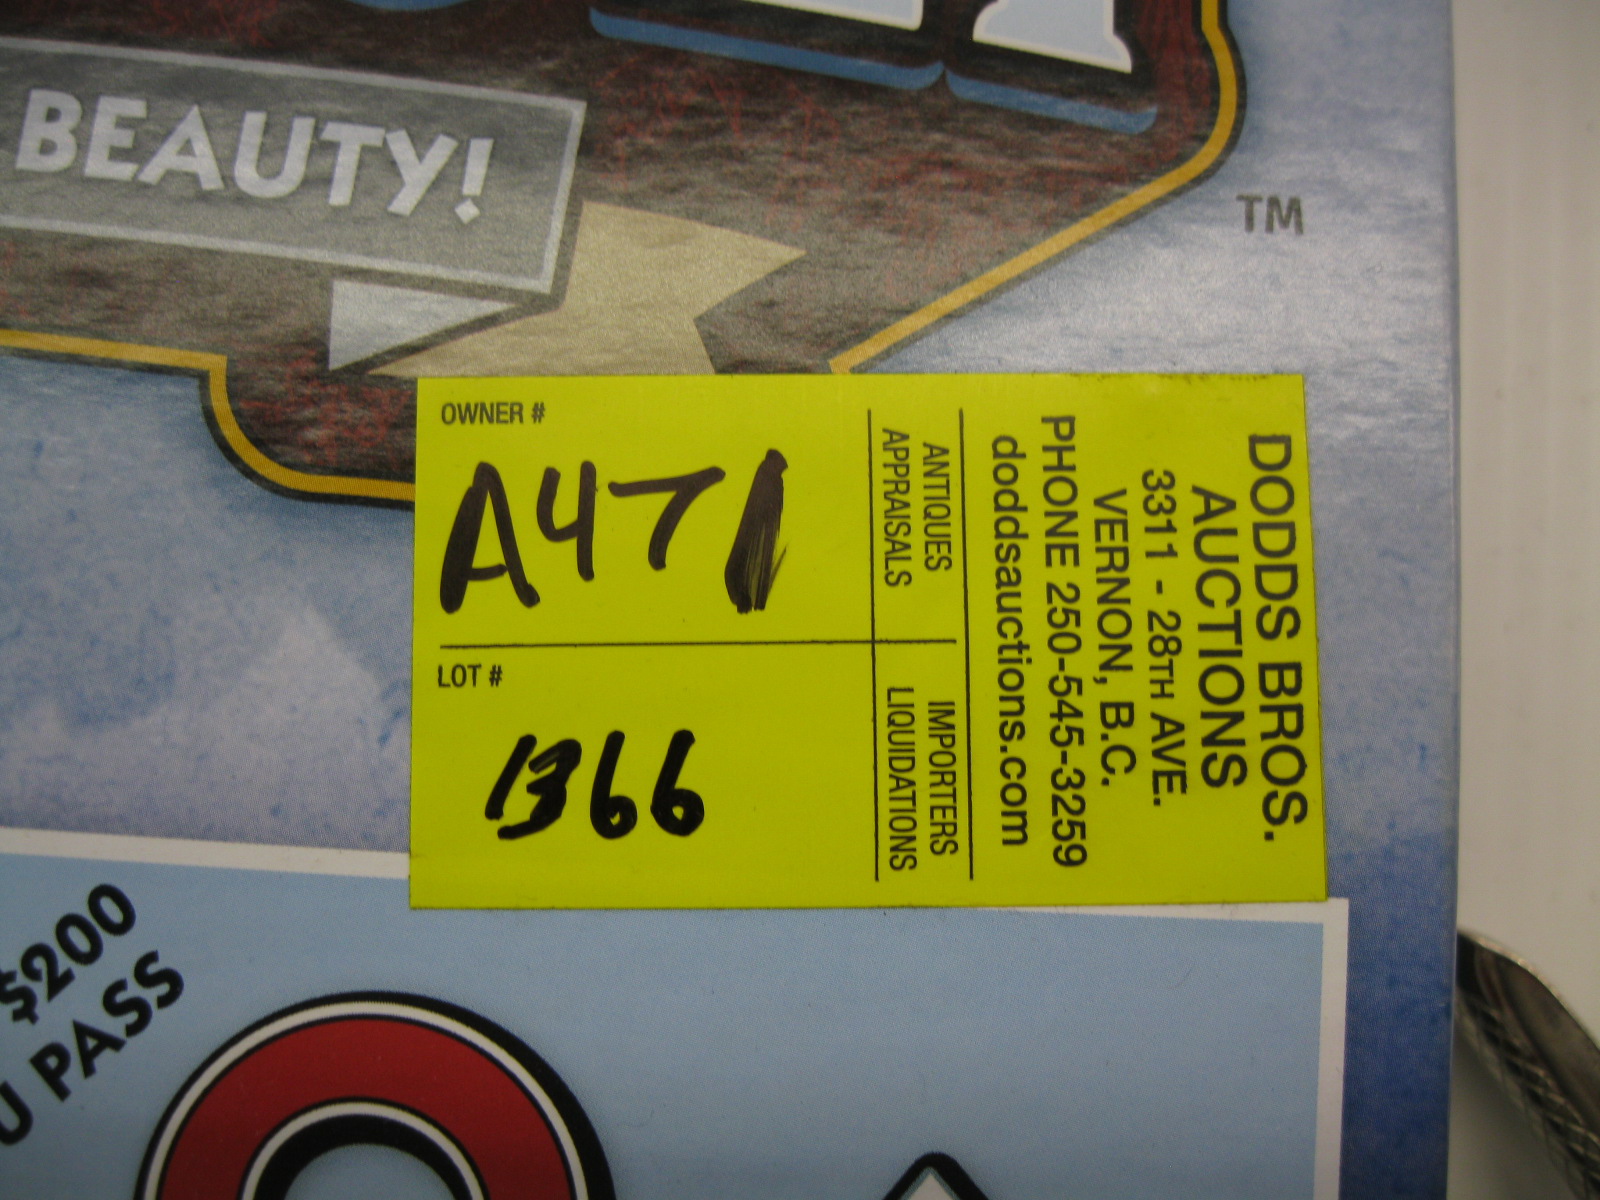 BEAUTY!
TM
OWNER #
A471
LOT #
1366
ANTIQUES
APPRAISALS
IMPORTERS
LIQUIDATIONS
DODDS BROS.
AUCTIONS
3311 - 28TH AVE.
VERNON, B.C.
PHONE 250-545-3259
doddsauctions.com
$200
PASS